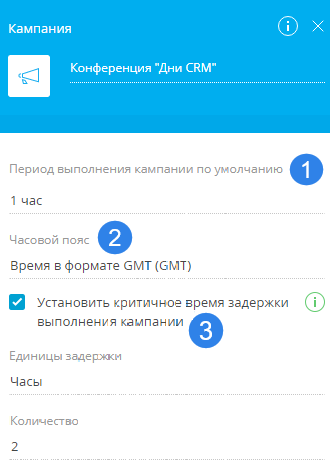 Кампания
Конференция "Дни CRM"
Период выполнения кампании по умолчанию 1
1 час
Часовой пояс 2
Время в формате GMT (GMT)
Установить критичное время задержки
выполнения кампании 3
Единицы задержки
Часы
Количество
2